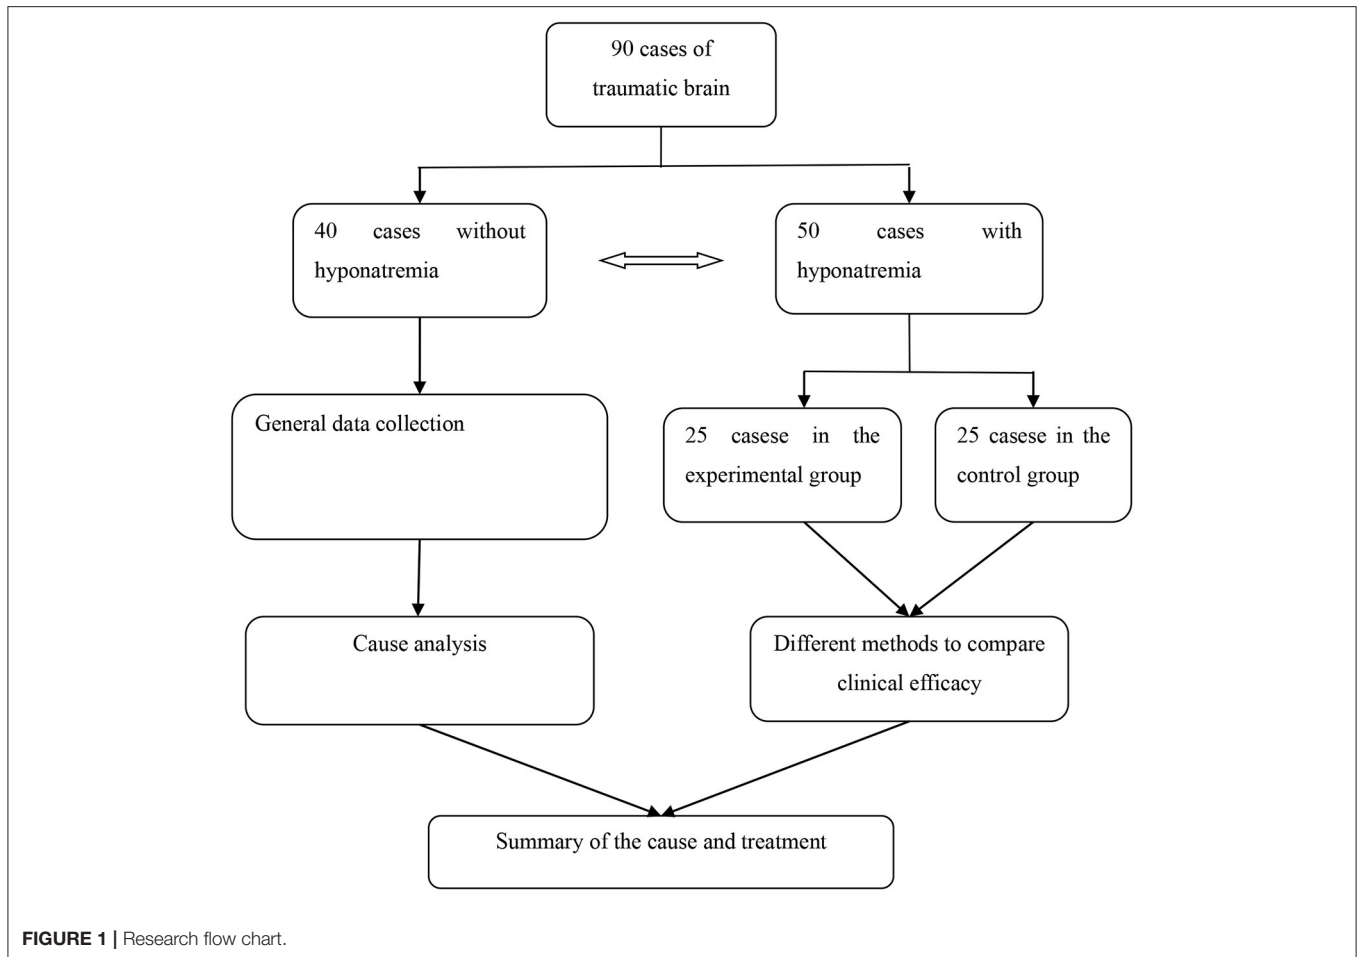 90 cases of
traumatic brain
40 cases without
hyponatremia
50 cases with
hyponatremia
General data collection
25 casese in the
experimental group
25 casese in the
control group
Cause analysis
Different methods to compare
clinical efficacy
Summary of the cause and treatment
FIGURE 1 | Research flow chart.